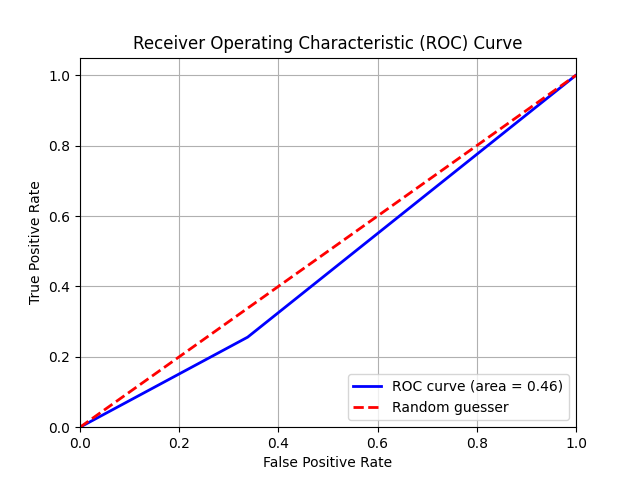 Receiver Operating Characteristic (ROC) Curve
True Positive Rate
1.0
0.8
0.6
0.4
0.2
0.0
0.0 0.2 0.4 0.6 0.8 1.0
False Positive Rate
ROC curve (area = 0.46)
Random guesser